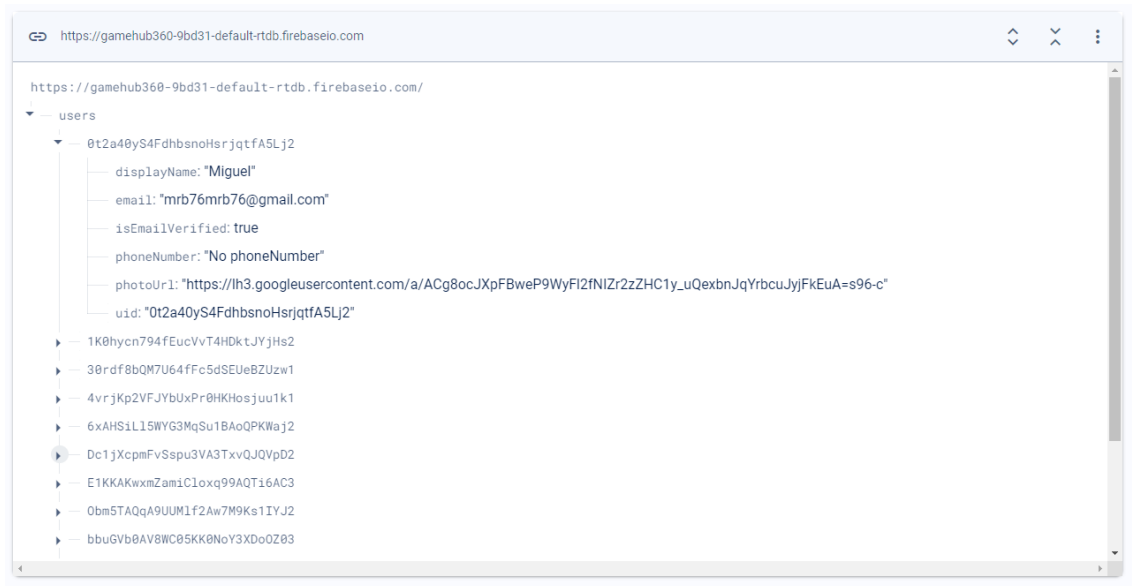 https://gamehub360-9bd31-default-rtdb.firebaseio.com
https://gamehub360-9bd31-default-rtdb.firebaseio.com/
users
0t2a40yS4FdhbsnoHsrjqtfA5Lj2
displayName: "Miguel"
email: "mrb76mrb76@gmail.com"
isEmailVerified: true
phoneNumber: "No phoneNumber"
photoUrl: "https://lh3.googleusercontent.com/a/ACg8ocJXpFBweP9WyFl2fNIZr2zZHC1y_uQexbnJqYrbcuJyjFkEuA=s96-c"
uid: "0t2a40yS4FdhbsnoHsrjqtfA5Lj2"
1K0hycn794fEucVvT4HDktJYjHs2
30rdf8bQM7U64fFc5dSEUeBZUzw1
4vrjKp2VFJYbUxPr0HKHosjuu1k1
6xAHSiLl5WYG3MqSu1BAoQPKWaj2
Dc1jXcpmFvSspu3VA3TxvQJQVpD2
E1KKAKwxmZamiCloxq99AQTi6AC3
Obm5TAQqA9UUMlf2Aw7M9Ks1IYJ2
bbuGVb0AV8WC05KK0NoY3XDoOZ03